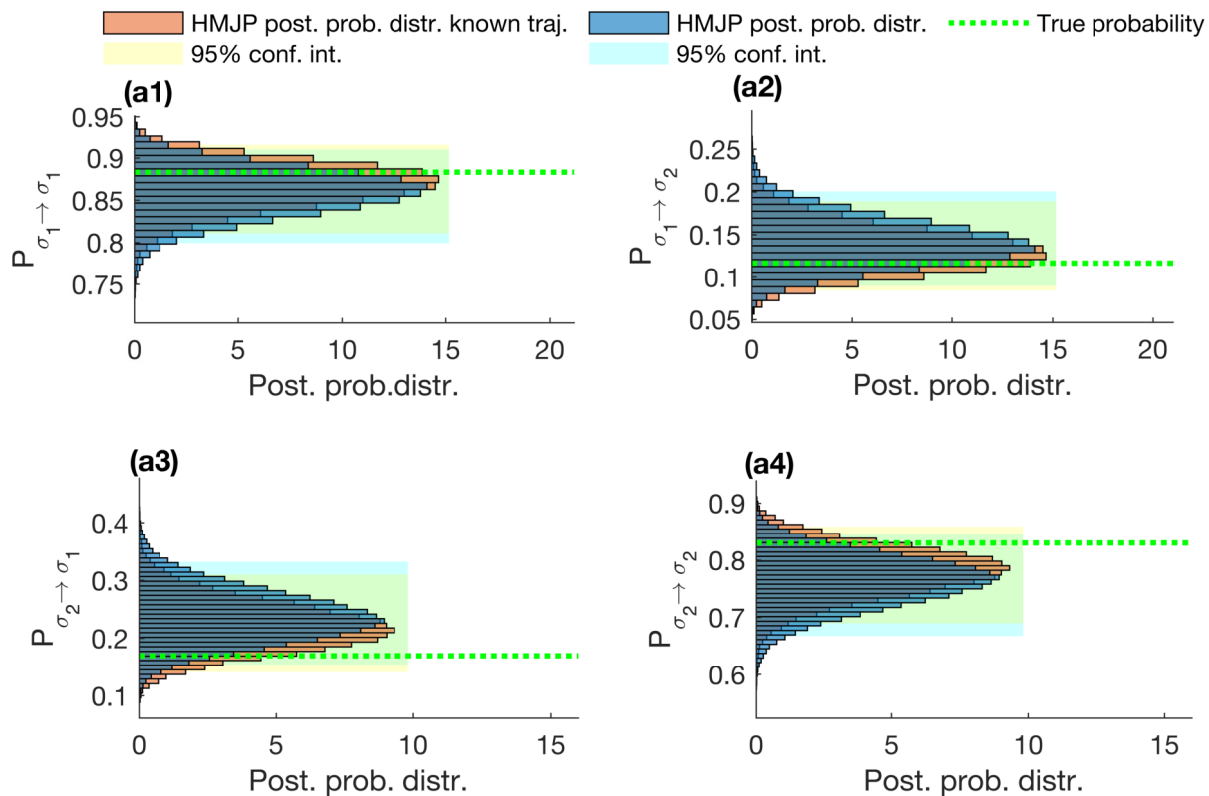 HMJP post. prob. distr. known traj.
HMJP post. prob. distr.
True probability
95% conf. int.
95% conf. int.
(a1)
0.95
0.9
0.85
0.8
0.75
P σ1→ σ1
0 5 10 15 20
Post. prob.distr.
(a2)
0.25
0.2
0.15
0.1
0.05
P σ1→ σ2
0 5 10 15 20
Post. prob. distr.
(a3)
0.4
0.3
0.2
0.1
P σ2→ σ1
0 5 10 15
Post. prob. distr.
(a4)
0.9
0.8
0.7
0.6
P σ2→ σ2
0 5 10 15
Post. prob. distr.